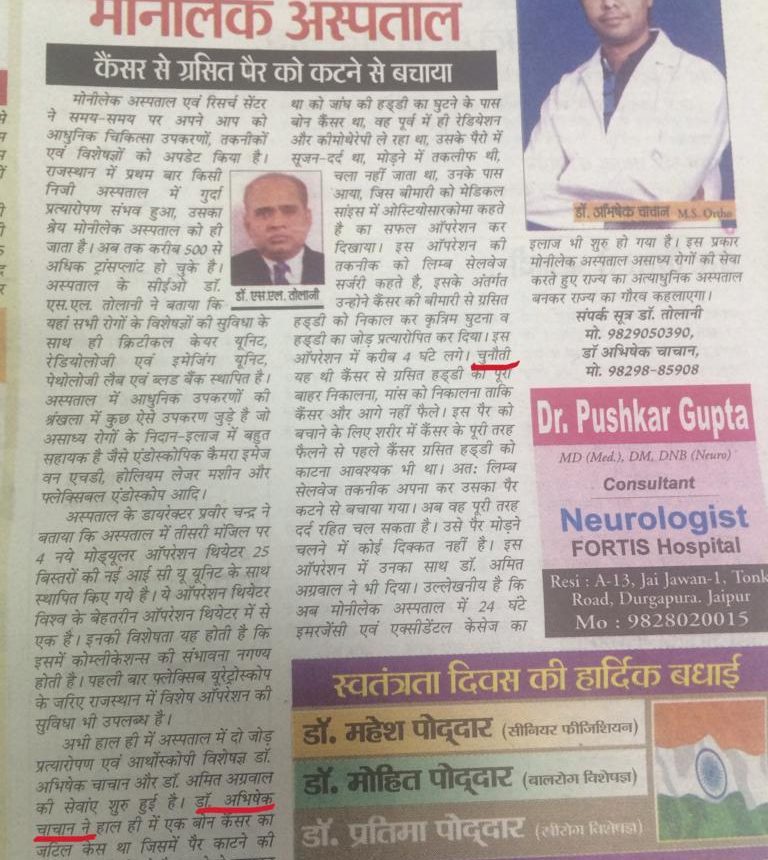 मोनीलेक अस्पताल
कैंसर से ग्रसित पैर को कटने से बचाया
मोनीलेक अस्पताल एवं रिसर्च सेंटर
ने समय-समय पर अपने आप को
आधुनिक चिकित्सा उपकरणों, तकनीकों
एवं विशेषज्ञों को अपडेट किया है।
राजस्थान में प्रथम बार किसी
निजी अस्पताल में गुर्दा
प्रत्यारोपण संभव हुआ, उसका
श्रेय मोनीलेक अस्पताल को ही
जाता है। अब तक करीब 500 से
अधिक ट्रांसप्लांट हो चुके है।
अस्पताल के सीईओ डॉ.
एस.एल. तोलानी ने बताया कि
यहां सभी रोगों के विशेषज्ञों की सुविधा के
साथ ही क्रिटीकल केयर यूनिट,
रेडियोलोजी एवं इमेजिंग यूनिट,
पेथोलोजी लैब एवं ब्लड बैंक स्थापित है।
अस्पताल में आधुनिक उपकरणों की
श्रंखला में कुछ ऐसे उपकरण जुड़े है जो
असाध्य रोगों के निदान-इलाज में बहुत
सहायक है जैसे एंडोस्कोपिक कैमरा इमेज
वन एचडी, होलियम लेजर मशीन और
फ्लेक्सिबल एंडोस्कोप आदि।
अस्पताल के डायरेक्टर प्रवीर चन्द्र ने
बताया कि अस्पताल में तीसरी मंजिल पर
4 नये मोड्यूलर ऑपरेशन थियेटर 25
बिस्तरों की नई आई सी यू यूनिट के साथ
स्थापित किए गये है। ये ऑपरेशन थियेटर
विश्व के बेहतरीन ऑपरेशन थियेटर में से
एक है। इनकी विशेषता यह होती है कि
इसमें कोम्लीकेशन्स की संभावना नगण्य
होती है। पहली बार फ्लेक्सिब यूरेट्रोस्कोप
के जरिए राजस्थान में विशेष ऑपरेशन की
सुविधा भी उपलब्ध है।
अभी हाल ही में अस्पताल में दो जोड़
प्रत्यारोपण एवं आर्थोस्कोपी विशेषज्ञ डॉ.
अभिषेक चाचान और डॉ. अमित अग्रवाल
की सेवाएं शुरु हुई है। डॉ. अभिषेक
चाचान ने हाल ही में एक बोन कैंसर का
जटिल केस था जिसमें पैर काटने की
डॉ. एस.एल. तोलानी
था को जांघ की हड्डी का घुटने के पास
बोन कैंसर था, वह पूर्व में ही रेडियेशन
और कीमोथेरेपी ले रहा था, उसके पैरो में
सूजन-दर्द था, मोड़ने में तकलीफ थी,
चला नहीं जाता था, उनके पास
आया, जिस बीमारी को मेडिकल
सांइस में ओस्टियोसारकोमा कहते
है का सफल ऑपरेशन कर
दिखाया। इस ऑपरेशन की
तकनीक को लिम्ब सेलवेज
सर्जरी कहते है, इसके अंतर्गत
उन्होने कैंसर की बीमारी से ग्रसित
हड्डी को निकाल कर कृत्रिम घुटना व
हड्डी का जोड़ प्रत्यारोपित कर दिया। इस
ऑपरेशन में करीब 4 घंटे लगे। चुनौती
यह थी कैंसर से ग्रसित हड्डी को पूरी
बाहर निकालना, मांस को निकालना ताकि
कैंसर और आगे नहीं फैले। इस पैर को
बचाने के लिए शरीर में कैंसर के पूरी तरह
फैलने से पहले कैंसर ग्रसित हड्डी को
काटना आवश्यक भी था। अत: लिम्ब
सेलवेज तकनीक अपना कर उसका पैर
कटने से बचाया गया। अब वह पूरी तरह
दर्द रहित चल सकता है। उसे पैर मोड़ने
चलने में कोई दिक्कत नहीं है। इस
ऑपरेशन में उनका साथ डॉ. अमित
अग्रवाल ने भी दिया। उल्लेखनीय है कि
अब मोनीलेक अस्पताल में 24 घंटे
इमरजेंसी एवं एक्सीडेंटल केसेज का
डॉ. अभिषेक चाचान M.S. Ortho
इलाज भी शुरु हो गया है। इस प्रकार
मोनीलेक अस्पताल असाध्य रोगों की सेवा
करते हुए राज्य का अत्याधुनिक अस्पताल
बनकर राज्य का गौरव कहलाएगा।
संपर्क सूत्र डॉ. तोलानी
मो. 9829050390,
डॉ अभिषेक चाचान,
मो. 98298-85908
Dr. Pushkar Gupta
MD (Med.), DM, DNB (Neuro)
Consultant
Neurologist
FORTIS Hospital
Resi : A-13, Jai Jawan-1, Tonk
Road, Durgapura. Jaipur
Mo : 9828020015
स्वतंत्रता दिवस की हार्दिक बधाई
डॉ. महेश पोद्दार (सीनियर फीजिशियन)
डॉ. मोहित पोद्दार (बालरोग विशेषज्ञ)
डॉ. प्रतिमा पोद्दार (स्त्रीरोग विशेषज्ञ)